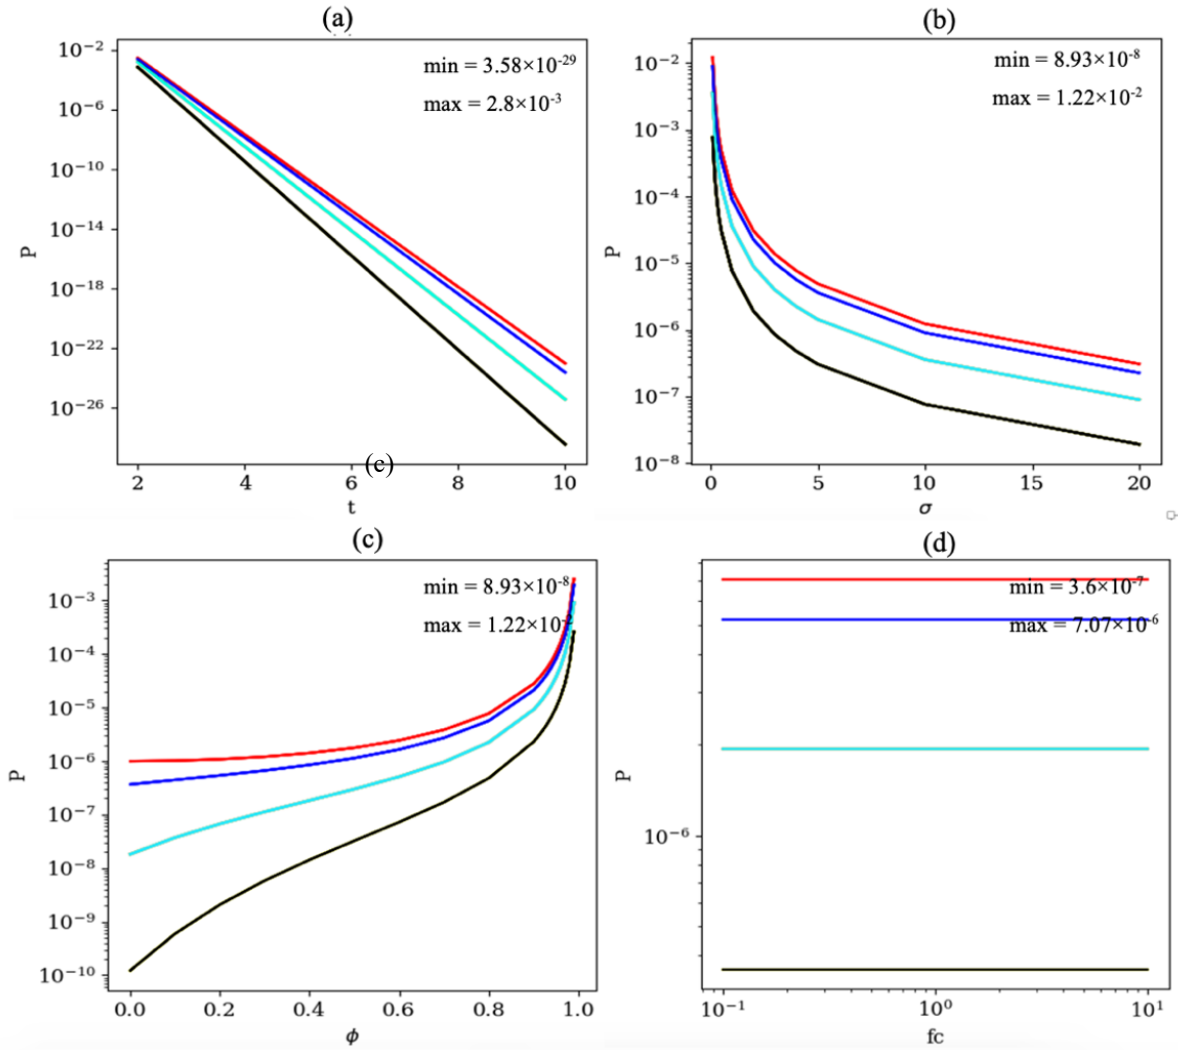 (a)
min = 3.58×10⁻²⁹
max = 2.8×10⁻³
10⁻²
10⁻⁶
10⁻¹⁰
10⁻¹⁴
10⁻¹⁸
10⁻²²
10⁻²⁶
P
2 4 6 8 10
(c)
t
(b)
min = 8.93×10⁻⁸
max = 1.22×10⁻²
10⁻²
10⁻³
10⁻⁴
10⁻⁵
10⁻⁶
10⁻⁷
10⁻⁸
P
0 5 10 15 20
σ
(c)
min = 8.93×10⁻⁸
max = 1.22×10⁻²
10⁻³
10⁻⁴
10⁻⁵
10⁻⁶
10⁻⁷
10⁻⁸
10⁻⁹
10⁻¹⁰
P
0.0 0.2 0.4 0.6 0.8 1.0
ϕ
(d)
min = 3.6×10⁻⁷
max = 7.07×10⁻⁶
10⁻⁶
P
10⁻¹ 10⁰ 10¹
fc